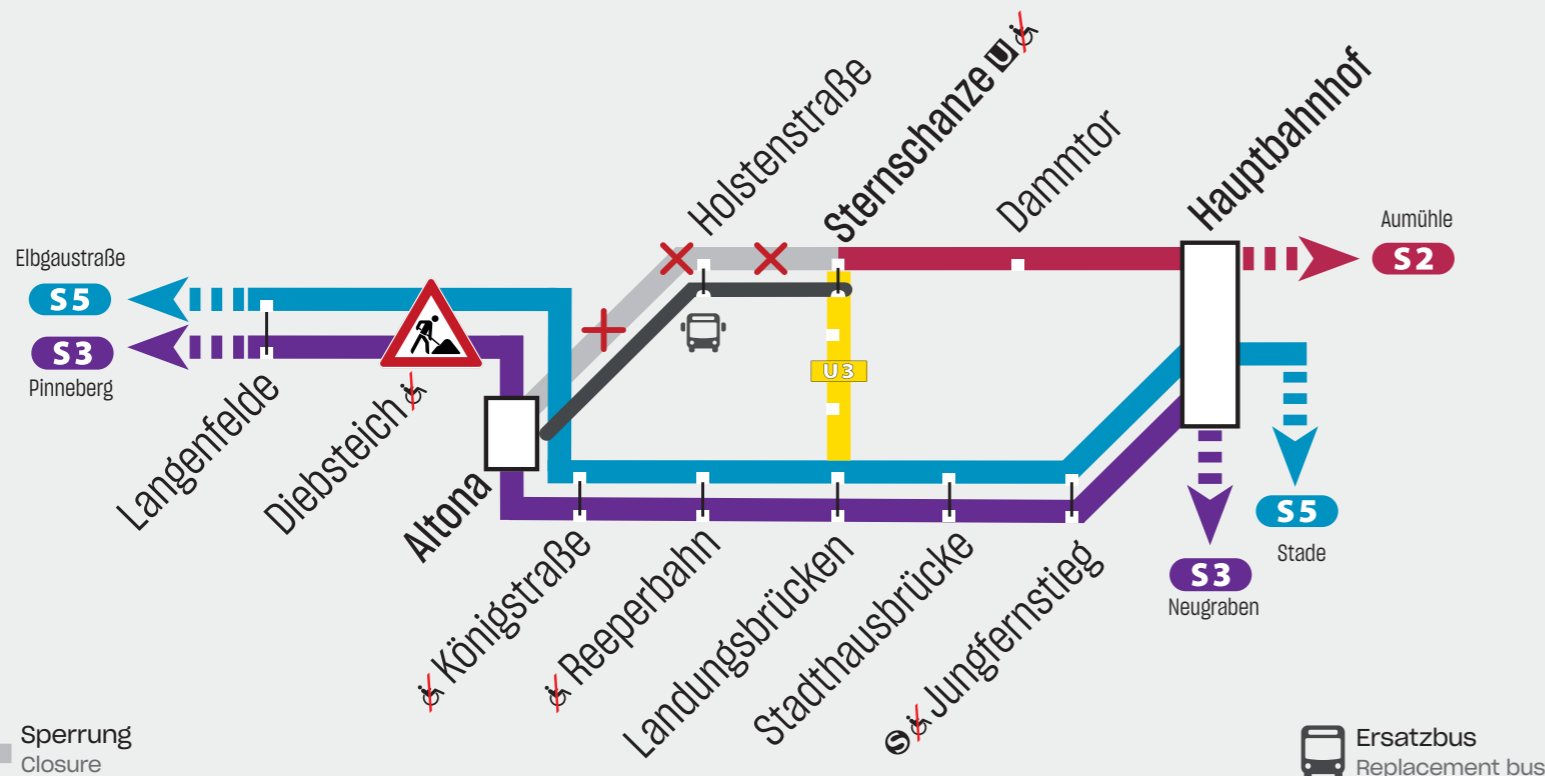 Holstenstraße
Sternschanze U
Dammtor
Hauptbahnhof
Elbgaustraße
S5
S3
Pinneberg
Aumühle
S2
U3
Langenfelde
Diebsteich
Altona
Königstraße
Reeperbahn
Landungsbrücken
Stadthausbrücke
S Jungfernstieg
S5
Stade
S3
Neugraben
Sperrung
Closure
Ersatzbus
Replacement bus